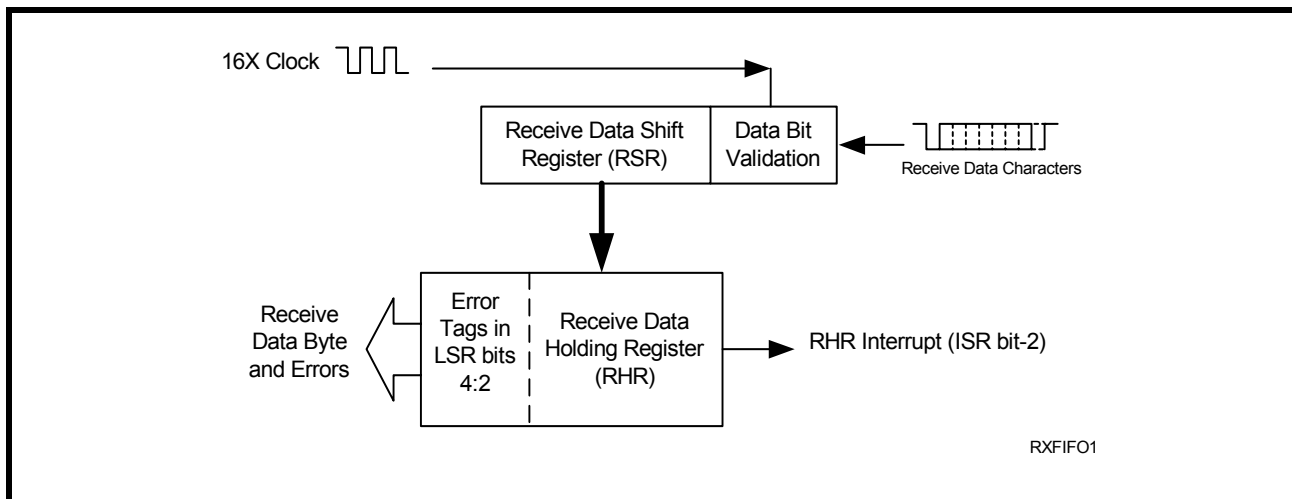 16X Clock
Receive Data Shift
Register (RSR)
Data Bit
Validation
Receive Data Characters
Receive
Data Byte
and Errors
Error
Tags in
LSR bits
4:2
Receive Data
Holding Register
(RHR)
RHR Interrupt (ISR bit-2)
RXFIFO1